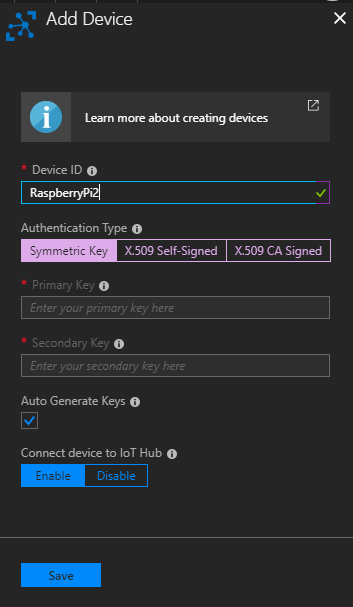 Add Device
Learn more about creating devices
* Device ID
RaspberryPi2
Authentication Type
Symmetric Key X.509 Self-Signed X.509 CA Signed
* Primary Key
Enter your primary key here
* Secondary Key
Enter your secondary key here
Auto Generate Keys
Connect device to IoT Hub
Enable Disable
Save